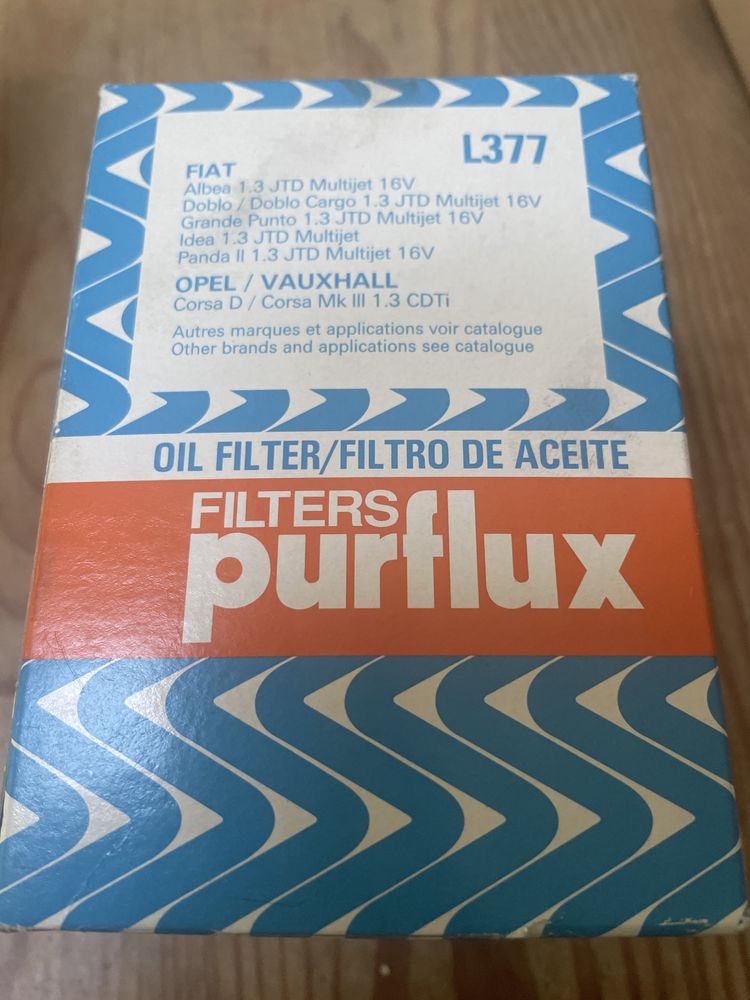 L377
FIAT
Albea 1.3 JTD Multijet 16V
Doblo / Doblo Cargo 1.3 JTD Multijet 16V
Grande Punto 1.3 JTD Multijet 16V
Idea 1.3 JTD Multijet
Panda II 1.3 JTD Multijet 16V
OPEL / VAUXHALL
Corsa D / Corsa Mk III 1.3 CDTi
Autres marques et applications voir catalogue
Other brands and applications see catalogue
OIL FILTER/FILTRO DE ACEITE
FILTERS
purflux